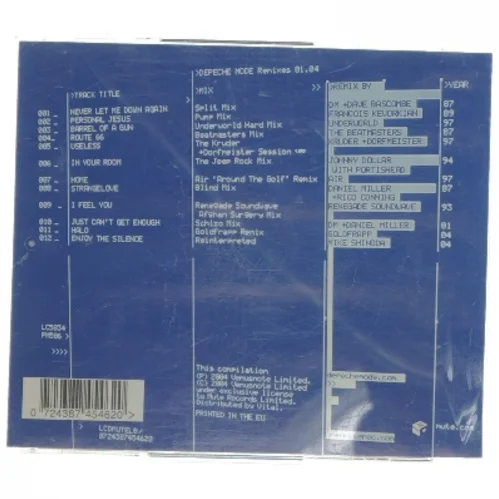 >DEPECHE MODE Remixes 81.04
>TRACK TITLE >MIX >REMIX BY >YEAR
001 _ NEVER LET ME DOWN AGAIN Split Mix DM +DAVE BASCOMBE 87
002 _ PERSONAL JESUS Pump Mix FRANCOIS KEVORKIAN 89
003 _ BARREL OF A GUN Underworld Hard Mix UNDERWORLD 97
004 _ ROUTE 66 Beatmasters Mix THE BEATMASTERS 87
005 _ USELESS The Kruder KRUDER +DORFMEISTER 97
+Dorfmeister Session
006 _ IN YOUR ROOM The Jeep Rock Mix JOHNNY DOLLAR 94
WITH PORTISHEAD
007 _ HOME Air "Around The Golf" Remix AIR 97
008 _ STRANGELOVE Blind Mix DANIEL MILLER 87
+RICO CONNING
009 _ I FEEL YOU Renegade Soundwave RENEGADE SOUNDWAVE 93
Afghan Surgery Mix
010 _ JUST CAN'T GET ENOUGH Schizo Mix DM +DANIEL MILLER 81
011 _ HALO Goldfrapp Remix GOLDFRAPP 04
012 _ ENJOY THE SILENCE Reinterpreted MIKE SHINODA 04
LC5834
PM586 >
>>>>
This compilation
(P) 2004 Venusnote Limited.
(C) 2004 Venusnote Limited
under exclusive license
to Mute Records Limited.
Distributed by Vital.
PRINTED IN THE EU
depechemode.com
0 724387 454620 >
LCDMUTEL8/
0724387454620
mute.com